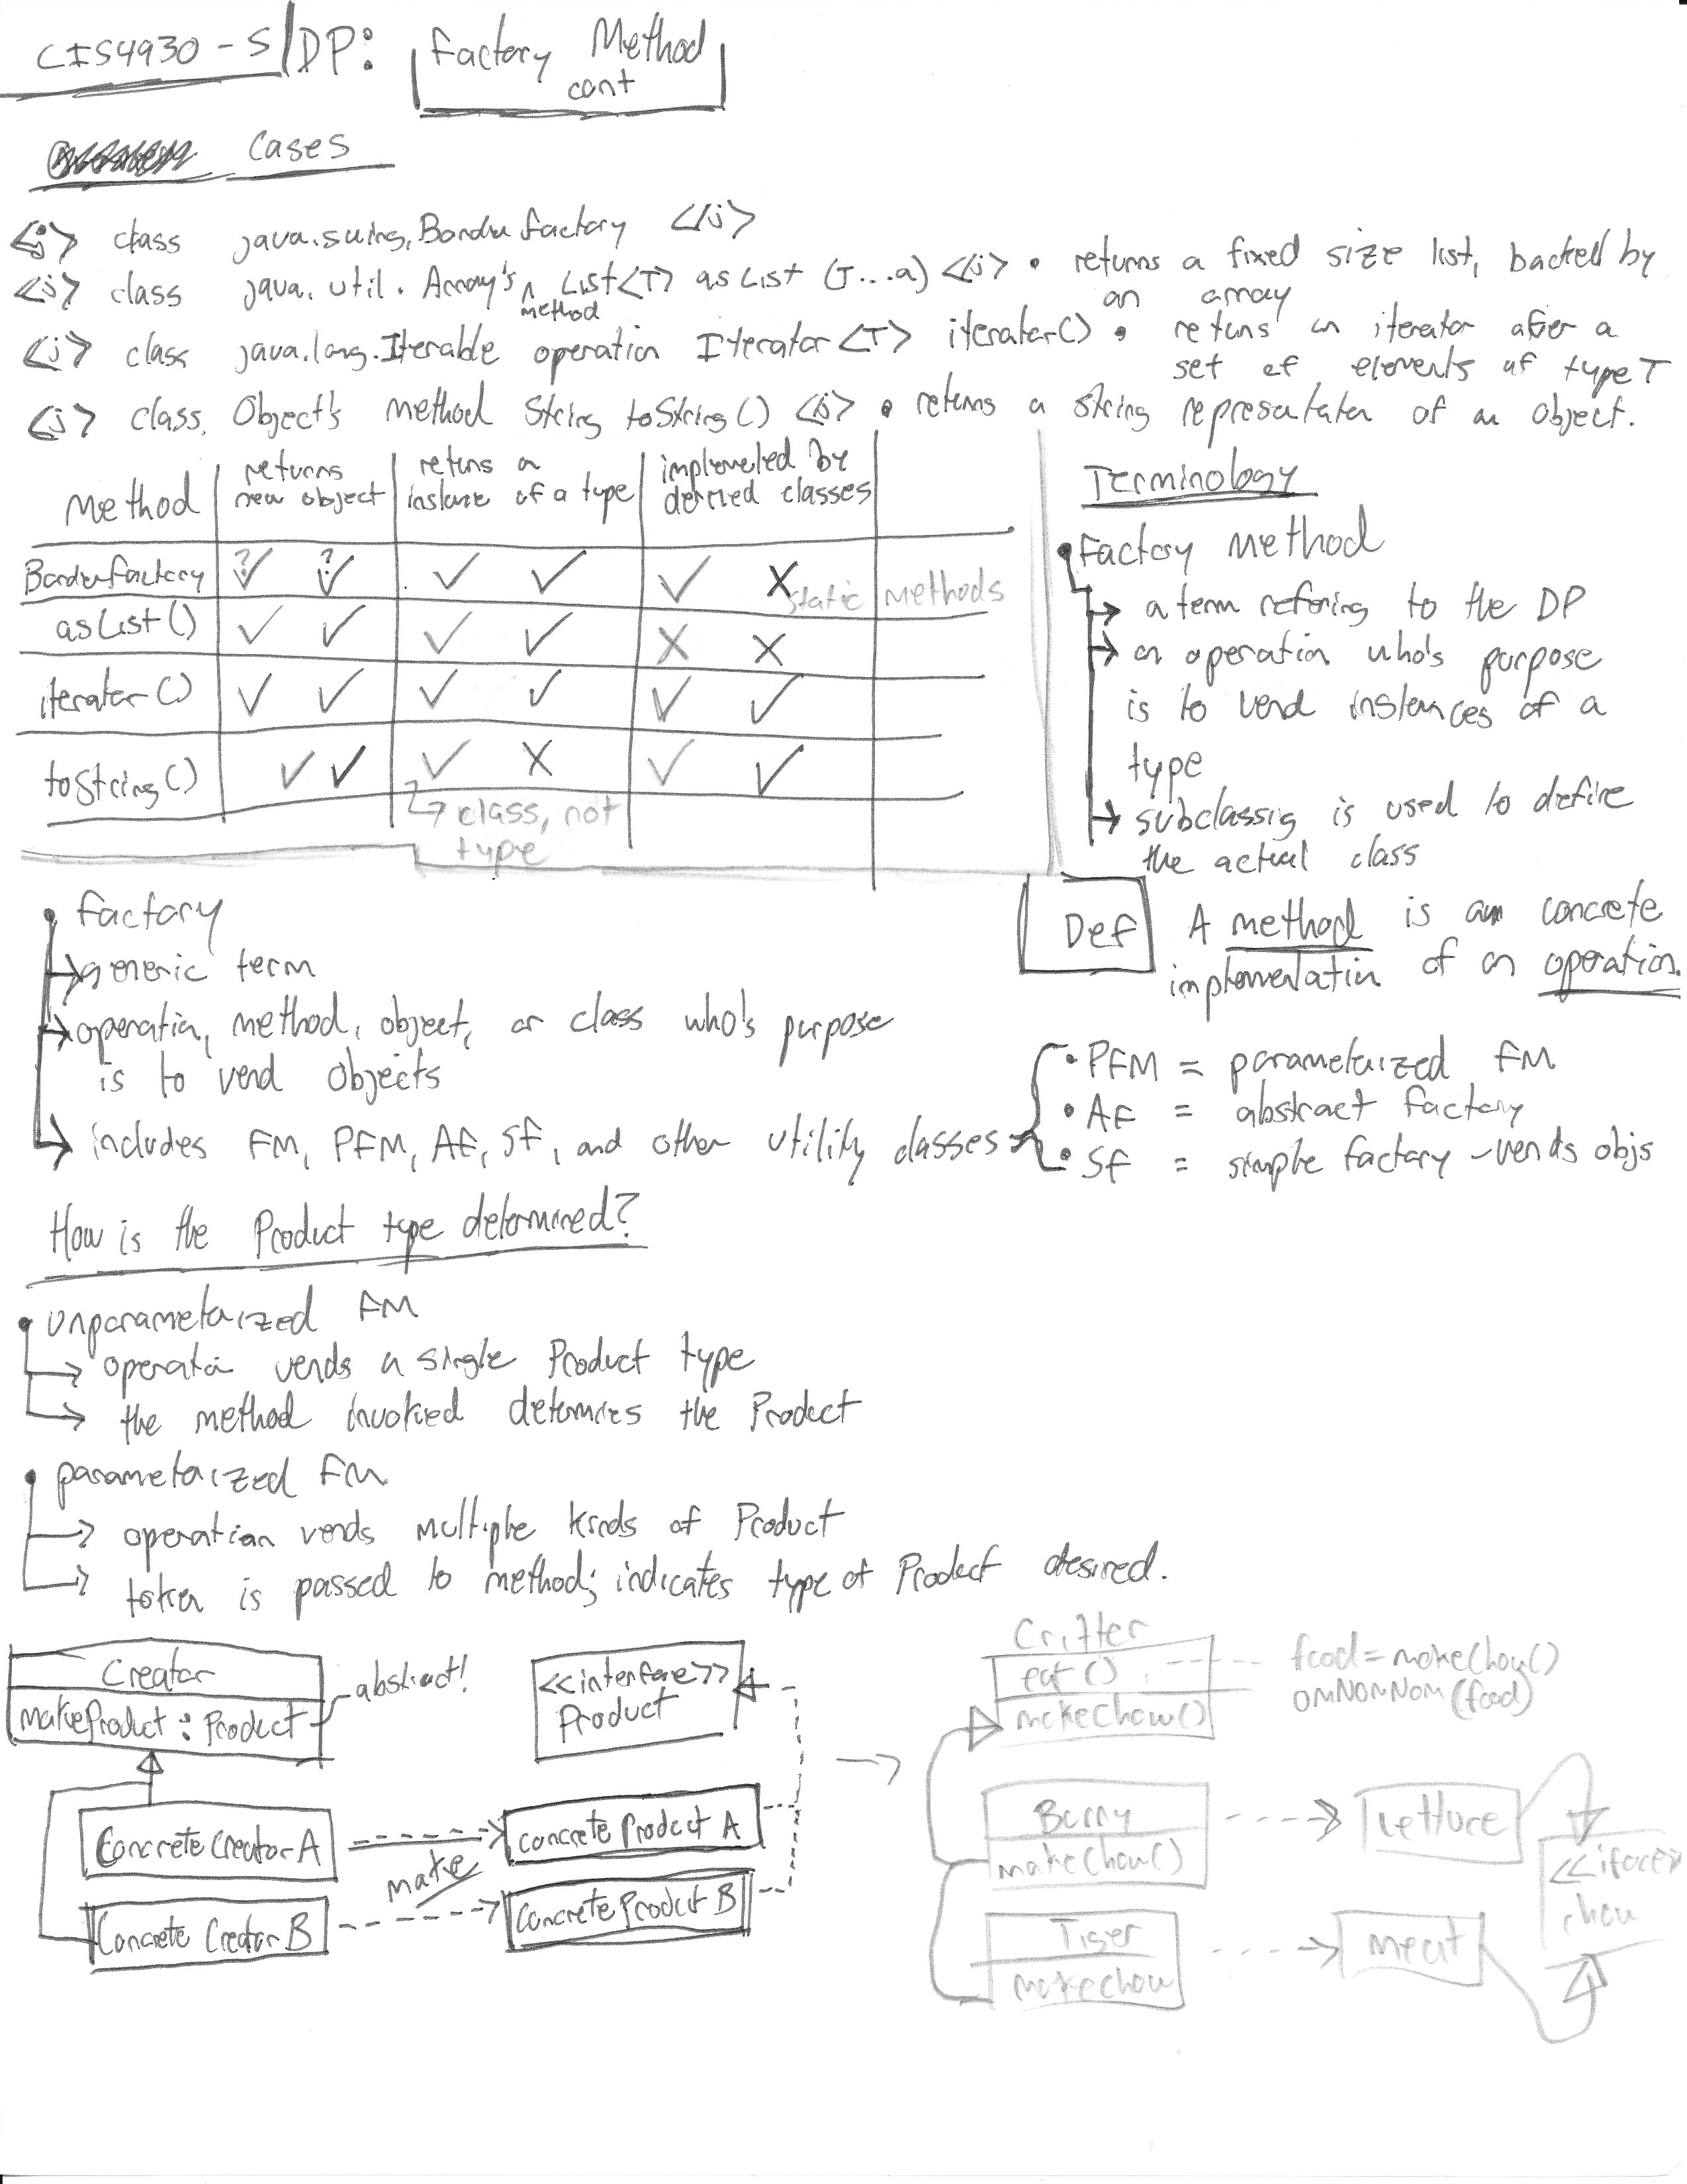 CIS4930 - S/DP: Factory Method
cont
Cases
<j> class java.swing.BorderFactory </j>
<j> class java.util.Array's method List<T> asList (T...a) </j> • returns a fixed size list, backed by
an array
<j> class java.lang.Iterable operation Iterator<T> iterator() • returns an iterator over a
set of elements of type T
<j> class Object's method String toString() </j> • returns a string representation of an object.
Method | returns new object | returns a instance of a type | implemented by derived classes
BorderFactory ?✓ ?✓ ✓ ✓ ✓ X static methods
asList() ✓ ✓ ✓ ✓ X X
iterator() ✓ ✓ ✓ ✓ ✓ ✓
toString() ✓ ✓ ✓ X ✓ ✓
↳ class, not
type
Terminology
• Factory Method
→ a term refering to the DP
→ an operation who's purpose
is to vend instances of a
type
→ subclassing is used to define
the actual class
Def A method is a concrete
implementation of an operation.
• factory
→ generic term
→ operation, method, object, or class who's purpose
is to vend objects
→ includes FM, PFM, AF, SF, and other utility classes
• PFM = parameterized FM
• AF = abstract factory
• SF = simple factory - vends objs
How is the Product type determined?
• unparameterized FM
→ operation vends a single Product type
→ the method invoked determines the Product
• parameterized FM
→ operation vends multiple kinds of Product
→ token is passed to method; indicates type of Product desired.
Creator
makeProduct : Product
abstract!
<<interface>>
Product
ConcreteCreatorA
concrete Product A
make
Concrete Creator B
Concrete Product B
→
Critter
eat()
makeChow()
food = makeChow()
omNomNom(food)
Bunny
makeChow()
Lettuce
<<iface>>
chow
Tiger
makechow
meat